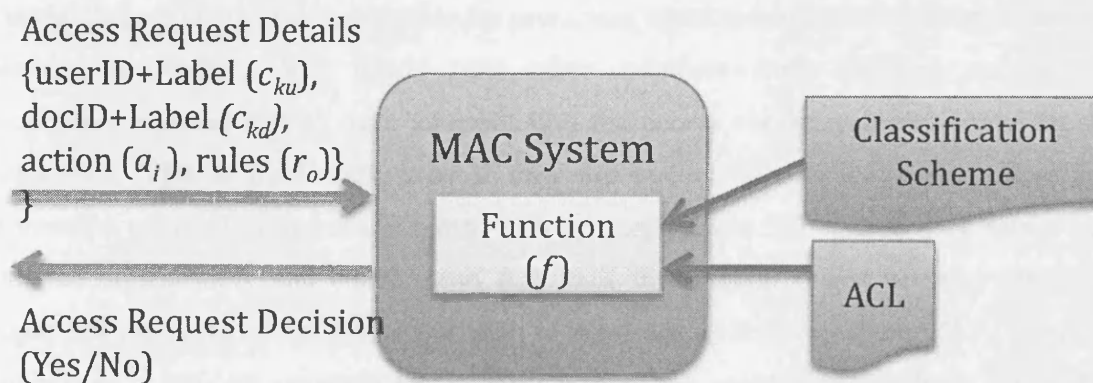 Access Request Details
{userID+Label (c_ku),
docID+Label (c_kd),
action (a_i), rules (r_o)}
}
Access Request Decision
(Yes/No)
MAC System
Function
(f)
Classification
Scheme
ACL